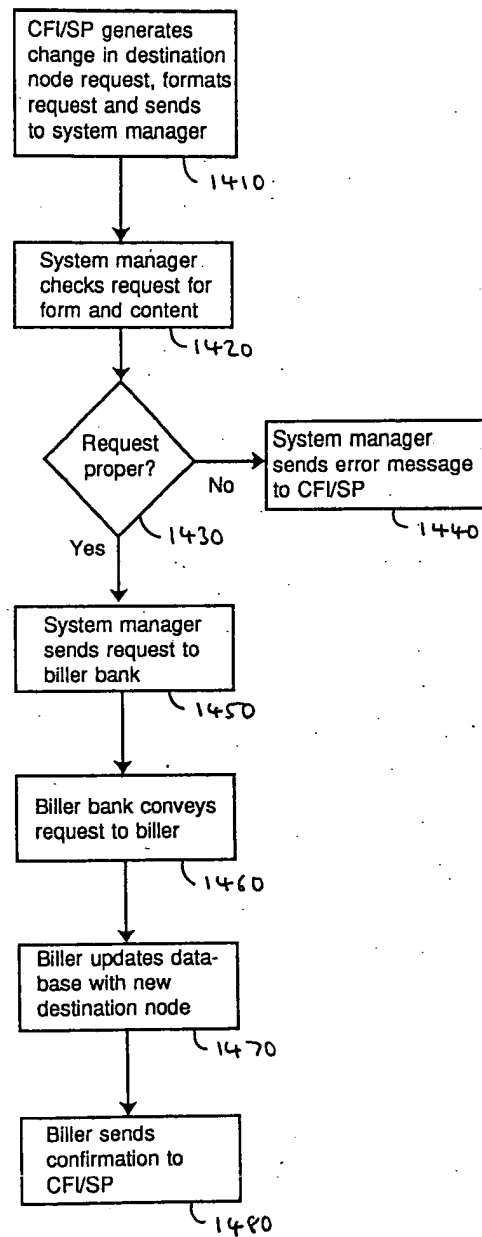 CFI/SP generates
change in destination
node request, formats
request and sends
to system manager
1410
System manager
checks request for
form and content
1420
Request
proper?
1430
No
Yes
System manager
sends error message
to CFI/SP
1440
System manager
sends request to
biller bank
1450
Biller bank conveys
request to biller
1460
Biller updates data-
base with new
destination node
1470
Biller sends
confirmation to
CFI/SP
1480